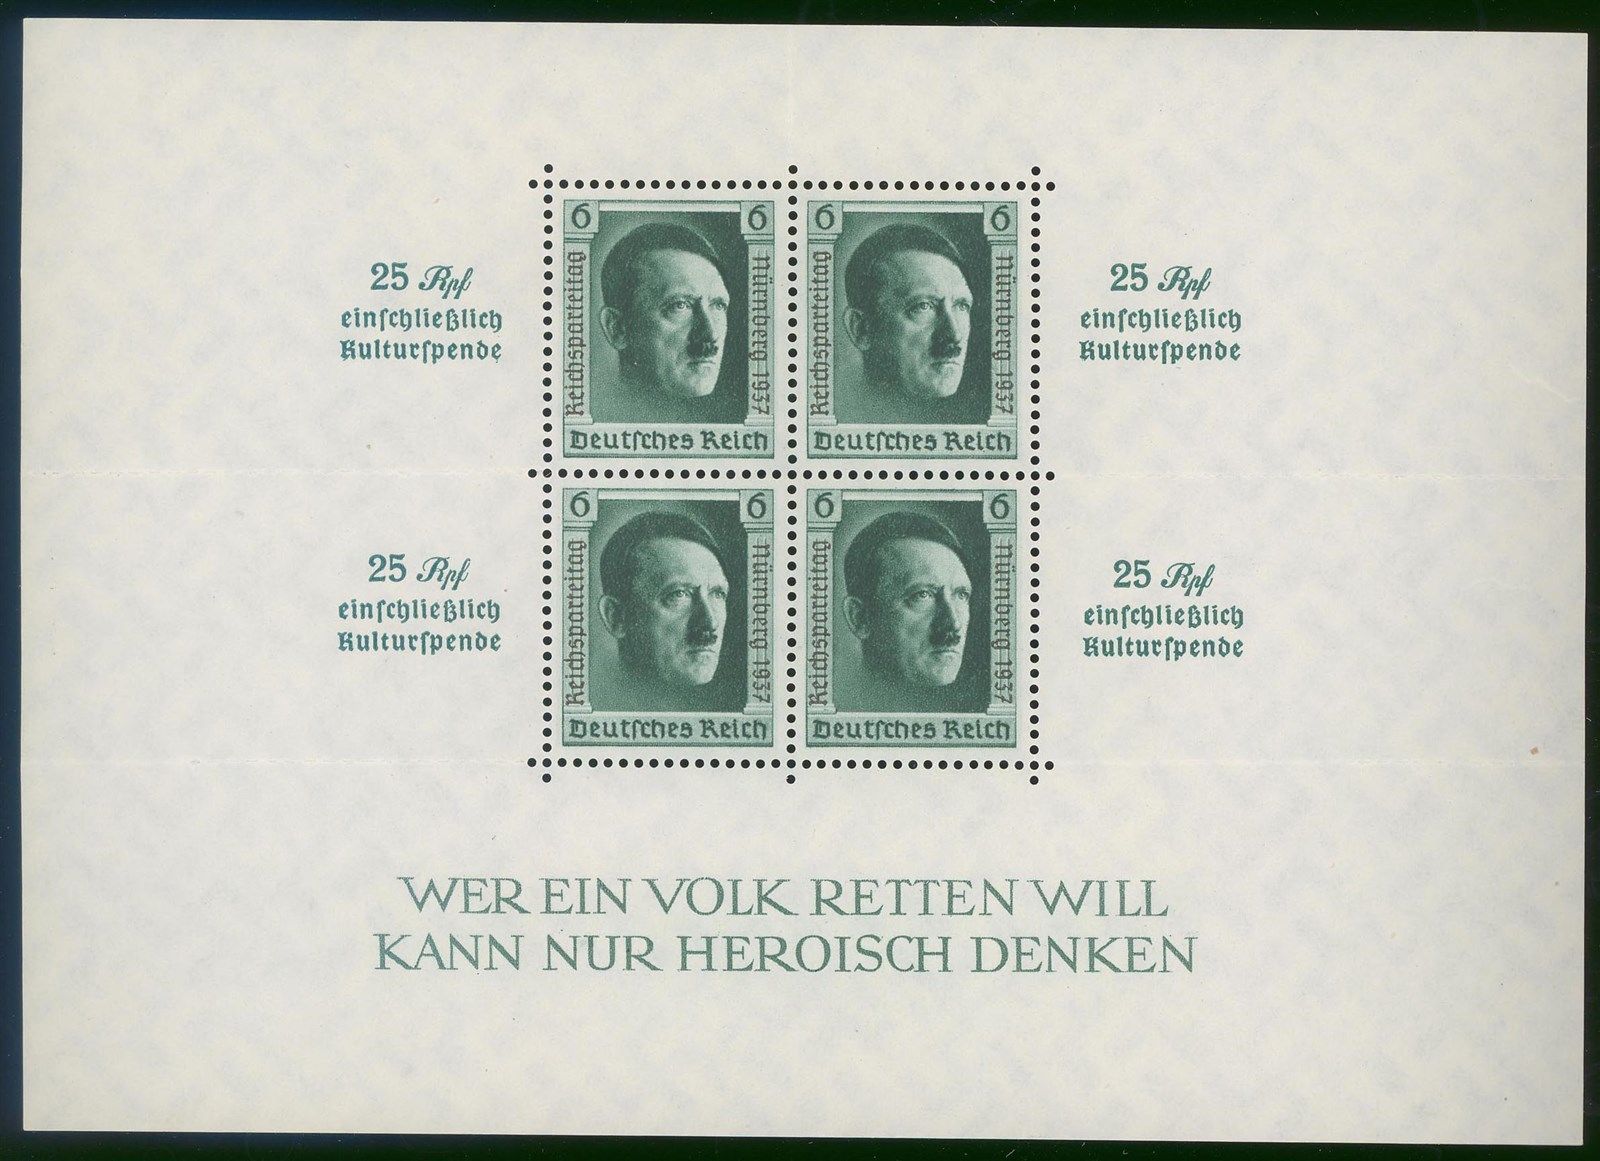 6 6 6 6
Reichsparteitag Nürnberg 1937 Reichsparteitag Nürnberg 1937
25 Rpf
einſchließlich
Kulturſpende
25 Rpf
einſchließlich
Kulturſpende
Deutſches Reich Deutſches Reich
6 6 6 6
Reichsparteitag Nürnberg 1937 Reichsparteitag Nürnberg 1937
25 Rpf
einſchließlich
Kulturſpende
25 Rpf
einſchließlich
Kulturſpende
Deutſches Reich Deutſches Reich
WER EIN VOLK RETTEN WILL
KANN NUR HEROISCH DENKEN